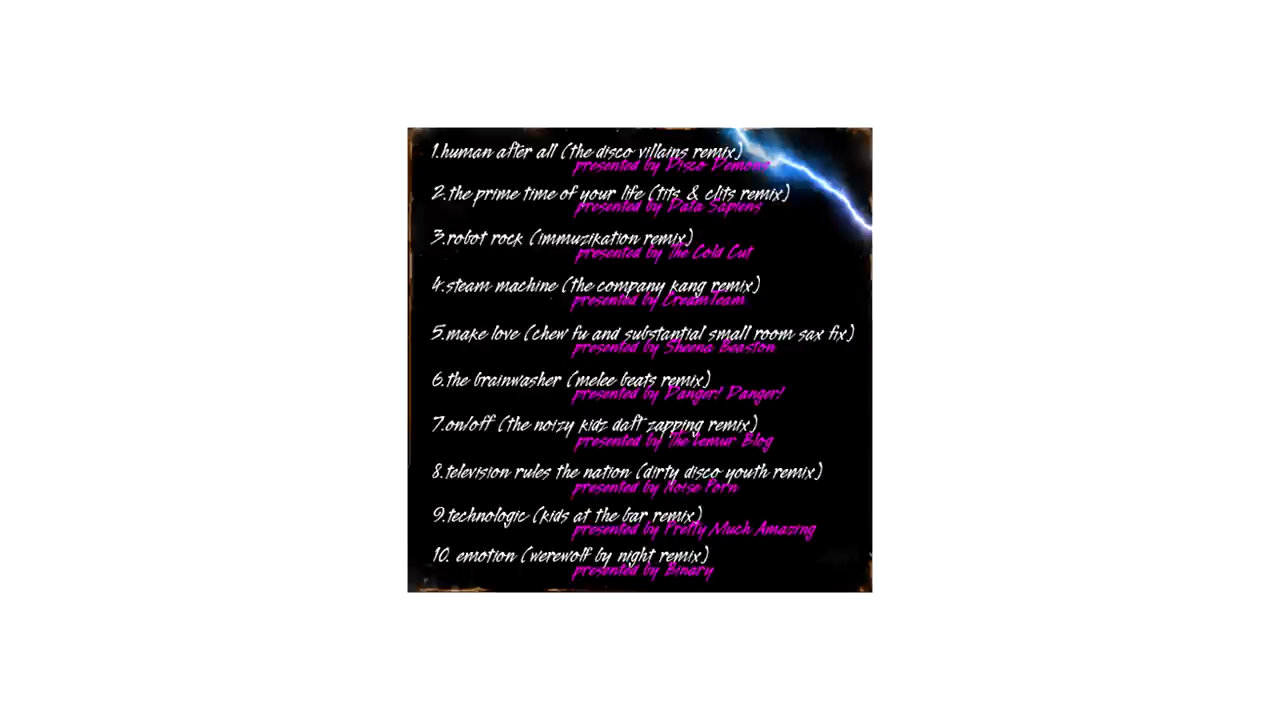 1.human after all (the disco villains remix)
presented by Disco Demons
2.the prime time of your life (tits & clits remix)
presented by Data Sapiens
3.robot rock (immuzikation remix)
presented by The Cold Cut
4.steam machine (the company kang remix)
presented by CreamTeam
5.make love (chew fu and substantial small room sax fix)
presented by Sheena Beaston
6.the brainwasher (melee beats remix)
presented by Danger! Danger!
7.on/off (the noizy kidz daft zapping remix)
presented by The Lemur Blog
8.television rules the nation (dirty disco youth remix)
presented by Noise Porn
9.technologic (kids at the bar remix)
presented by Pretty Much Amazing
10. emotion (werewolf by night remix)
presented by Binary